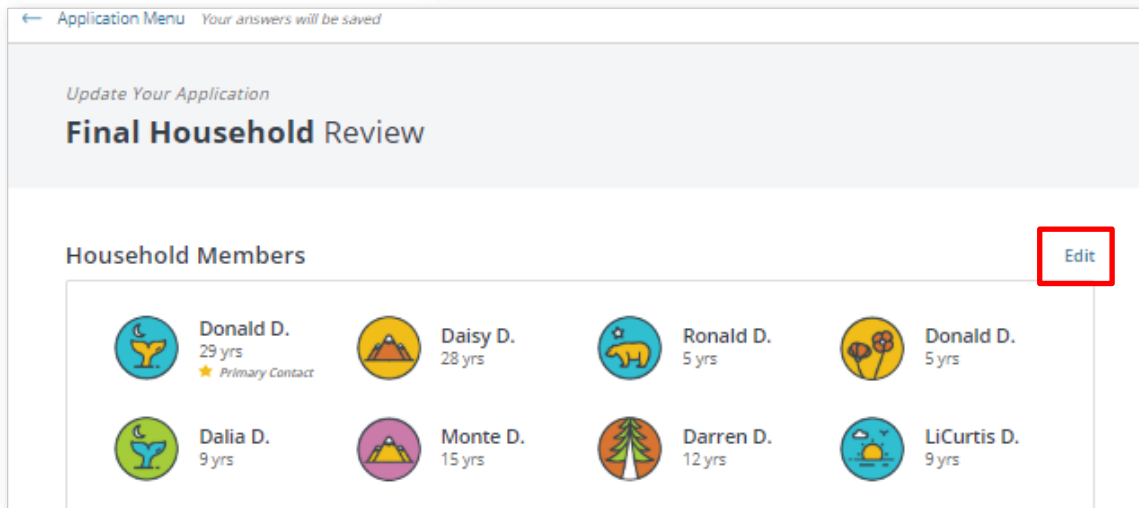 ← Application Menu Your answers will be saved
Update Your Application
Final Household Review
Household Members Edit
Donald D.
29 yrs
Primary Contact
Daisy D.
28 yrs
Ronald D.
5 yrs
Donald D.
5 yrs
Dalia D.
9 yrs
Monte D.
15 yrs
Darren D.
12 yrs
LiCurtis D.
9 yrs